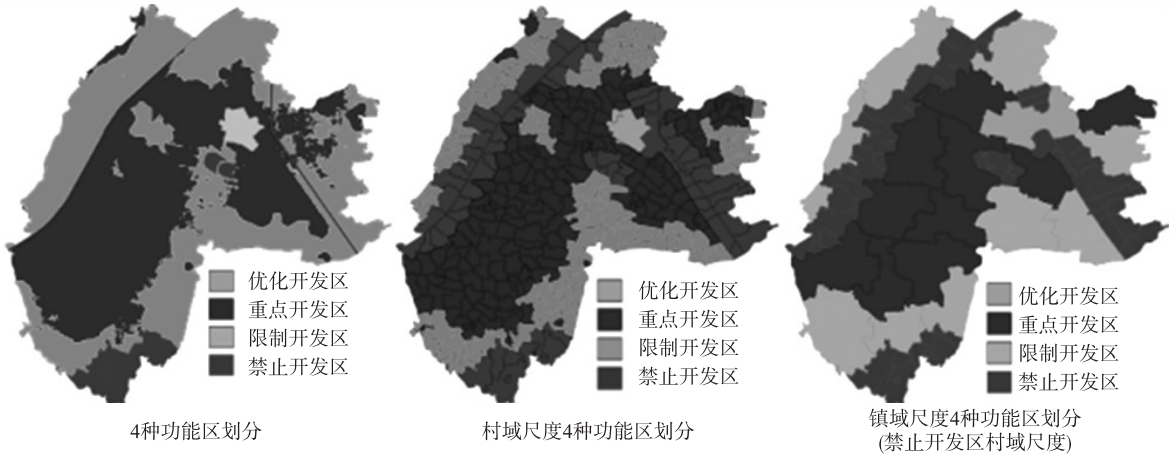 优化开发区
重点开发区
限制开发区
禁止开发区
4种功能区划分
优化开发区
重点开发区
限制开发区
禁止开发区
村域尺度4种功能区划分
优化开发区
重点开发区
限制开发区
禁止开发区
镇域尺度4种功能区划分
(禁止开发区村域尺度)